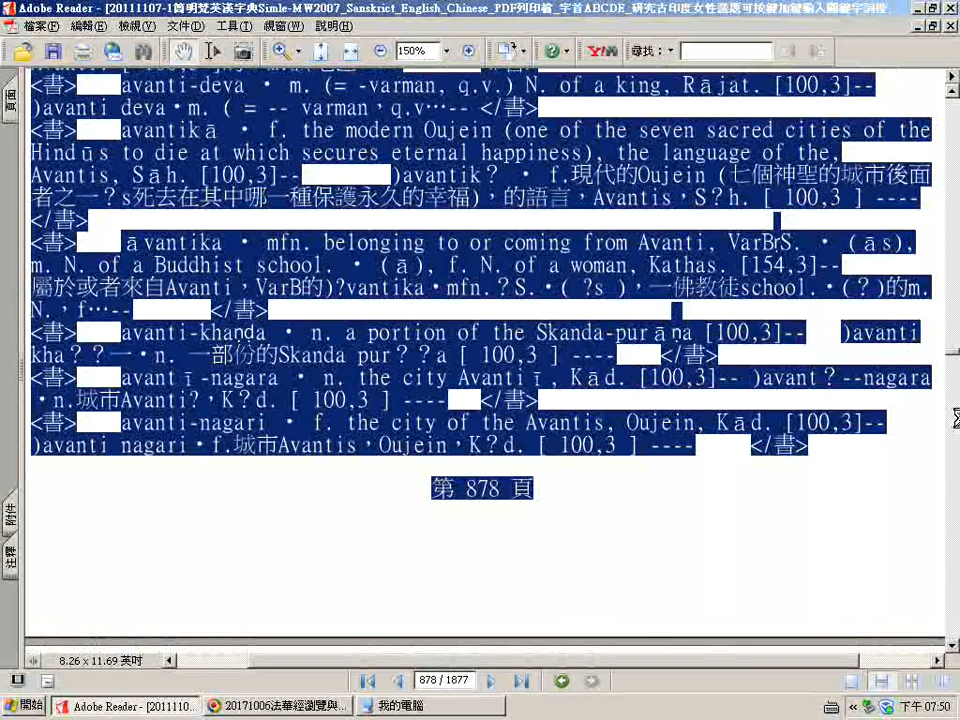 Adobe Reader - [20111107-1簡明梵英漢字典Simle-MW2007_Sanskrict_English_Chinese_PDF列印檔_字首ABCDE_研究古印度女性議題可按鍵輸入關鍵字詞搜
檔案(F) 編輯(E) 檢視(V) 文件(D) 工具(T) 視窗(W) 說明(H)
150% Y! 尋找:
頁面
<書> avanti-deva · m. (= -varman, q.v.) N. of a king, Rājat. [100,3]--
)avanti deva·m. ( = -- varman，q.v…-- </書>
<書> avantikā · f. the modern Oujein (one of the seven sacred cities of the
Hindūs to die at which secures eternal happiness), the language of the,
Avantis, Sāh. [100,3]-- )avantik? · f.現代的Oujein (七個神聖的城市後面
者之一？s死去在其中哪一種保護永久的幸福)，的語言，Avantis，S？h. [ 100,3 ] ----
</書>
<書> āvantika · mfn. belonging to or coming from Avanti, VarBrS. · (ās),
m. N. of a Buddhist school. · (ā), f. N. of a woman, Kathas. [154,3]--
屬於或者來自Avanti，VarB的)?vantika·mfn.？S.·( ?s )，一佛教徒school.·(？)的m.
N.，f…-- </書>
<書> avanti-khaṇḍa · n. a portion of the Skanda-purāṇa [100,3]-- )avanti
kha？？一·n. 一部份的Skanda pur？？a [ 100,3 ] ---- </書>
<書> avantī-nagara · n. the city Avantiī, Kād. [100,3]-- )avant？--nagara
·n.城市Avanti?，K？d. [ 100,3 ] ---- </書>
<書> avanti-nagari · f. the city of the Avantis, Oujein, Kād. [100,3]--
)avanti nagari·f.城市Avantis，Oujein，K？d. [ 100,3 ] ---- </書>
第 878 頁
附件
注釋
8.26 x 11.69 英吋
878 / 1877
開始 Adobe Reader - [2011110... 20171006法華經瀏覽與... 我的電腦 下午 07:50